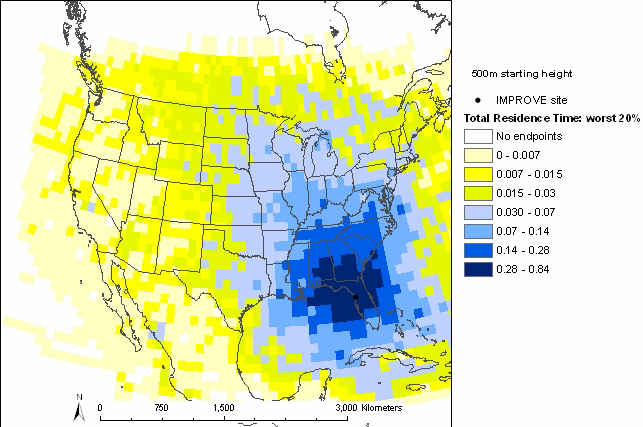 500m starting height
IMPROVE site
Total Residence Time: worst 20%
No endpoints
0 - 0.007
0.007 - 0.015
0.015 - 0.03
0.030 - 0.07
0.07 - 0.14
0.14 - 0.28
0.28 - 0.84
N
0 750 1,500 3,000 Kilometers